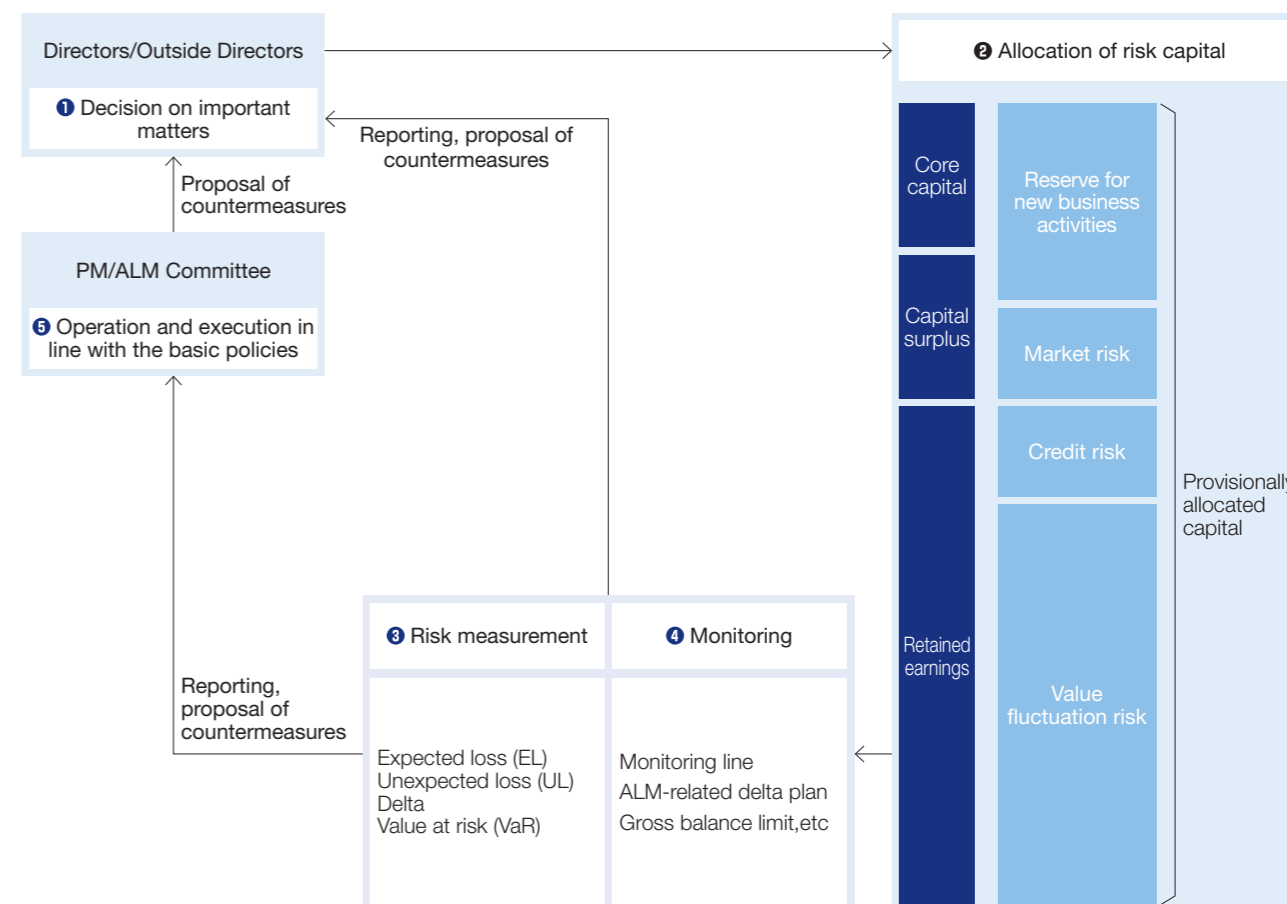 Directors/Outside Directors
❶ Decision on important
matters
Reporting, proposal of
countermeasures
Proposal of
countermeasures
PM/ALM Committee
❺ Operation and execution in
line with the basic policies
Reporting,
proposal of
countermeasures
❷ Allocation of risk capital
Core
capital
Capital
surplus
Retained
earnings
Reserve for
new business
activities
Market risk
Credit risk
Value
fluctuation risk
Provisionally
allocated
capital
❸ Risk measurement
Expected loss (EL)
Unexpected loss (UL)
Delta
Value at risk (VaR)
❹ Monitoring
Monitoring line
ALM-related delta plan
Gross balance limit,etc